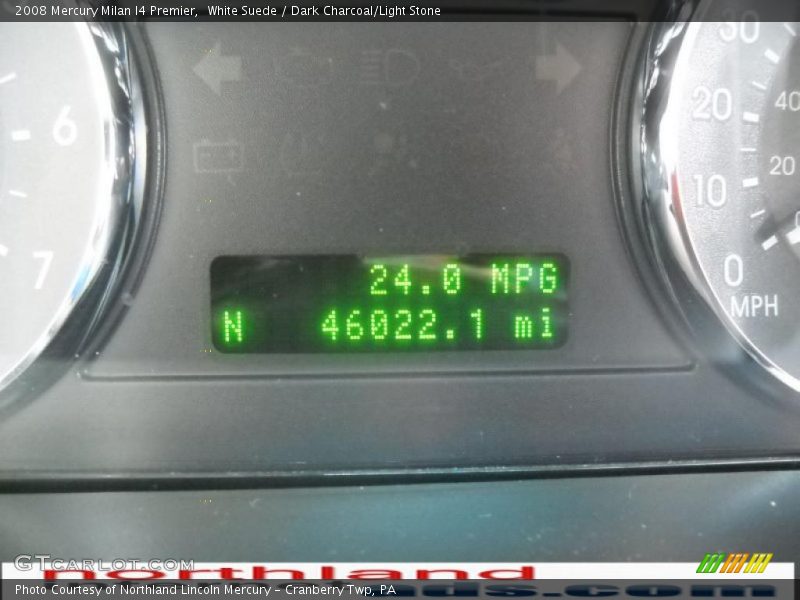 2008 Mercury Milan I4 Premier,  White Suede / Dark Charcoal/Light Stone
30
6
20
40
20
10
7
0
MPH
24.0 MPG
N 46022.1 mi
GTCARLOT.COM
northland
Photo Courtesy of Northland Lincoln Mercury - Cranberry Twp, PA